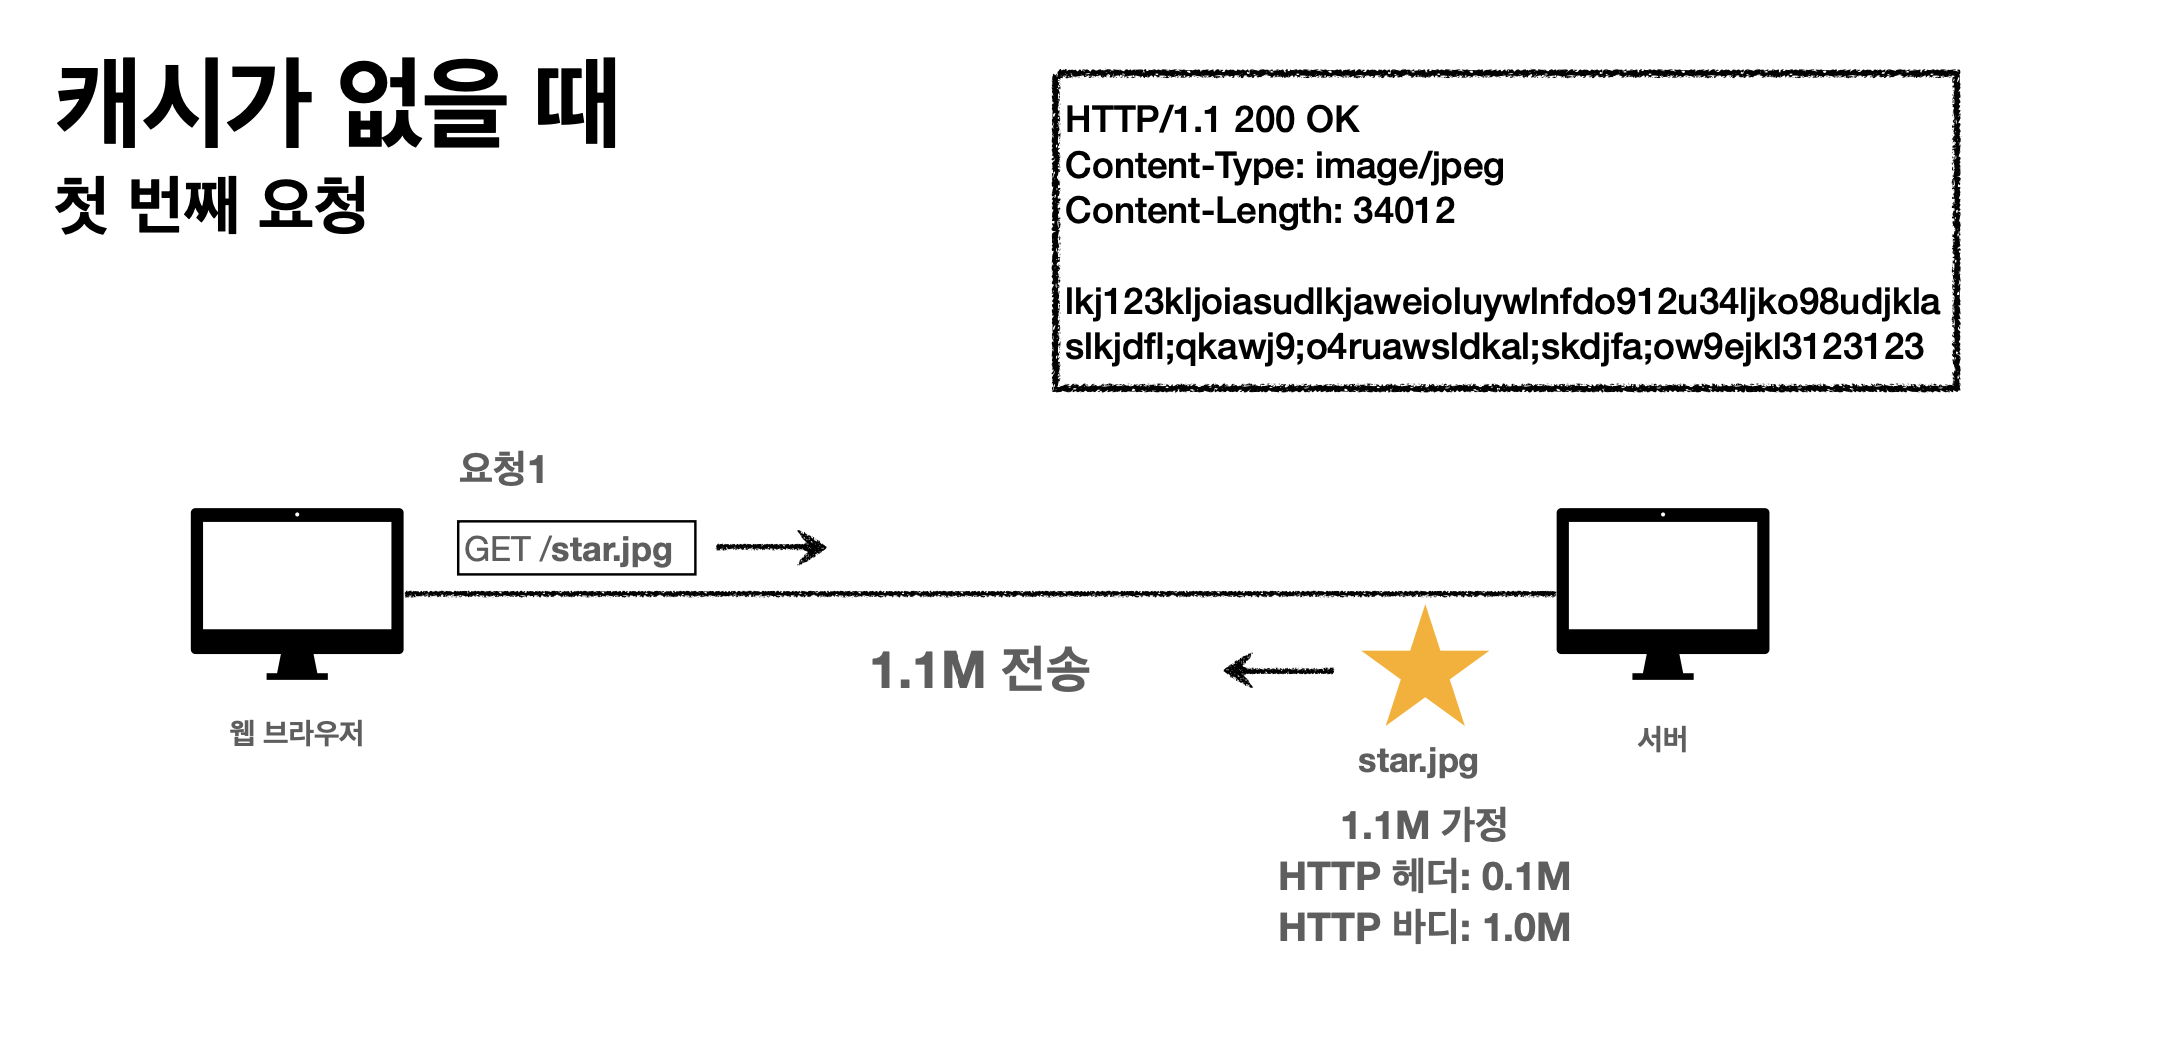 캐시가 없을 때
첫 번째 요청
HTTP/1.1 200 OK
Content-Type: image/jpeg
Content-Length: 34012
lkj123kljoiasudlkjaweioluywlnfdo912u34ljko98udjkla
slkjdfl;qkawj9;o4ruawsldkal;skdjfa;ow9ejkl3123123
요청1
GET /star.jpg
1.1M 전송
웹 브라우저
서버
star.jpg
1.1M 가정
HTTP 헤더: 0.1M
HTTP 바디: 1.0M